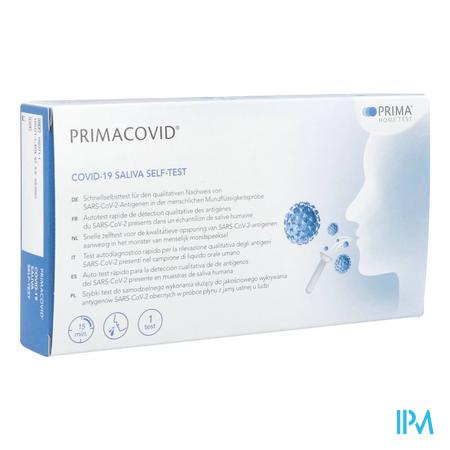 PRIMACOVID®
PRIMA®
HOME TEST
COVID-19 SALIVA SELF-TEST
DE Schnellselbsttest für den qualitativen Nachweis von
SARS-CoV-2-Antigenen in der menschlichen Mundflüssigkeitsprobe
FR Autotest rapide de détection qualitative des antigènes
du SARS-CoV-2 présents dans un échantillon de salive humaine
NL Snelle zelftest voor de kwalitatieve opsporing van SARS-CoV-2 antigenen
aanwezig in het monster van menselijk mondspeeksel
IT Test autodiagnostico rapido per la rilevazione qualitativa degli antigeni
SARS-CoV-2 presenti nel campione di liquido orale umano
ES Auto-test rápido para la detección cualitativa de de antígenos
del SARS-CoV-2 presentes en muestras de saliva humana
PL Szybki test do samodzielnego wykonania służący do jakościowego wykrywania
antygenów SARS-CoV-2 obecnych w próbce płynu z jamy ustnej u ludzi
15
min.
1
test
PRIMACOVID®
COVID-19 SALIVA
SELF-TEST
IPM